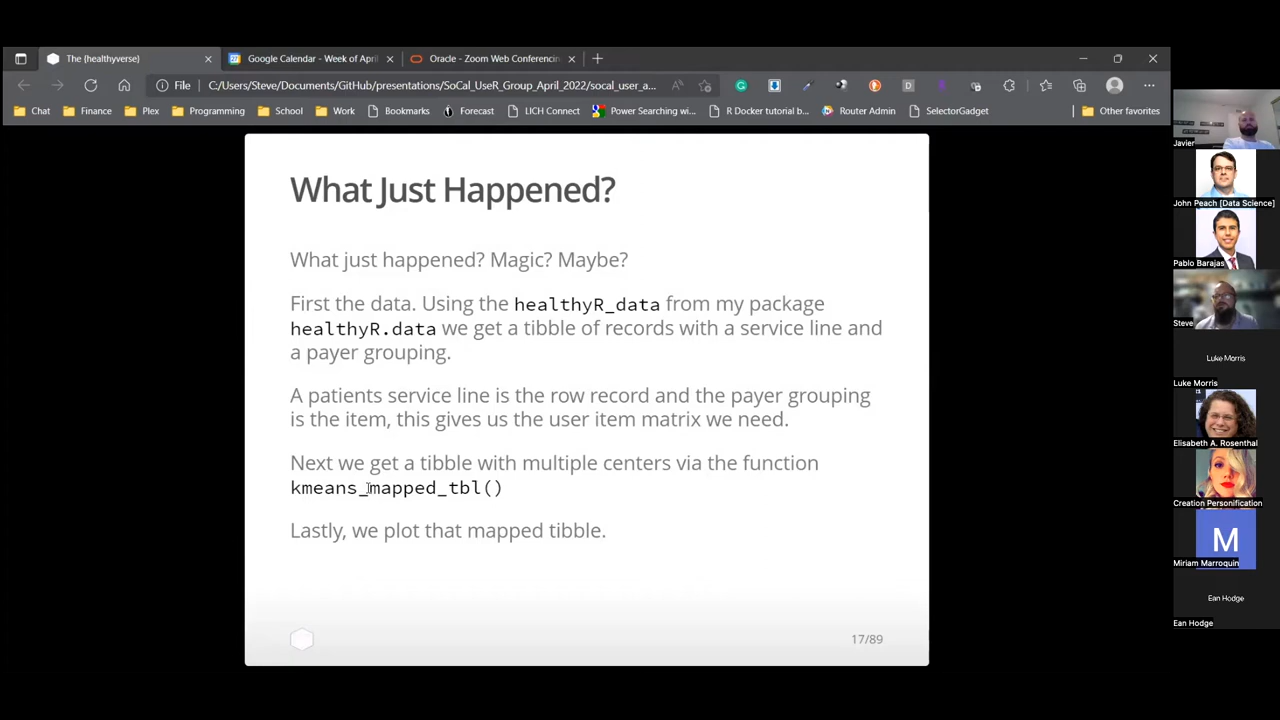 The {healthyverse}
Google Calendar - Week of April
Oracle - Zoom Web Conferencin
File
C:/Users/Steve/Documents/GitHub/presentations/SoCal_UseR_Group_April_2022/socal_user_a...
Chat
Finance
Plex
Programming
School
Work
Bookmarks
Forecast
LICH Connect
Power Searching wi...
R Docker tutorial b...
Router Admin
SelectorGadget
Other favorites
What Just Happened?
What just happened? Magic? Maybe?
First the data. Using the healthyR_data from my package
healthyR.data we get a tibble of records with a service line and
a payer grouping.
A patients service line is the row record and the payer grouping
is the item, this gives us the user item matrix we need.
Next we get a tibble with multiple centers via the function
kmeans_mapped_tbl()
Lastly, we plot that mapped tibble.
17/89
Javier
John Peach [Data Science]
Pablo Barajas
Steve
Luke Morris
Luke Morris
Elisabeth A. Rosenthal
Creation Personification
M
Miriam Marroquin
Ean Hodge
Ean Hodge